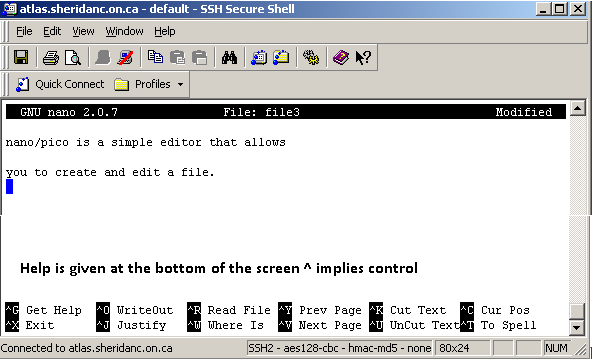 atlas.sheridanc.on.ca - default - SSH Secure Shell
File Edit View Window Help
Quick Connect Profiles
GNU nano 2.0.7 File: file3 Modified
nano/pico is a simple editor that allows
you to create and edit a file.
Help is given at the bottom of the screen ^ implies control
^G Get Help ^O WriteOut ^R Read File ^Y Prev Page ^K Cut Text ^C Cur Pos
^X Exit ^J Justify ^W Where Is ^V Next Page ^U UnCut Text ^T To Spell
Connected to atlas.sheridanc.on.ca SSH2 - aes128-cbc - hmac-md5 - none 80x24 NUM